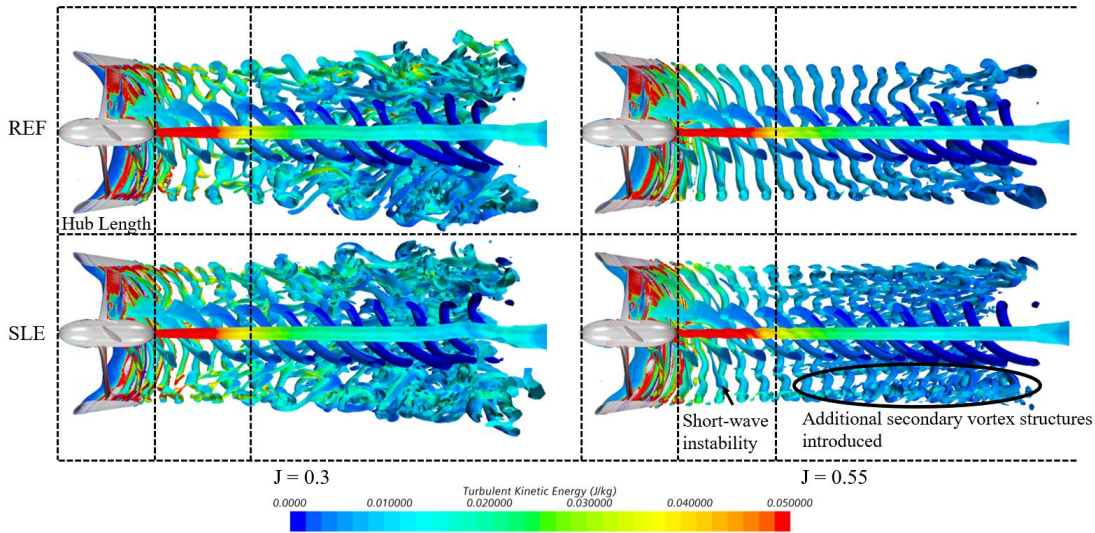 REF
Hub Length
SLE
Short-wave
instability
Additional secondary vortex structures
introduced
J = 0.3
J = 0.55
Turbulent Kinetic Energy (J/kg)
0.0000 0.010000 0.020000 0.030000 0.040000 0.050000